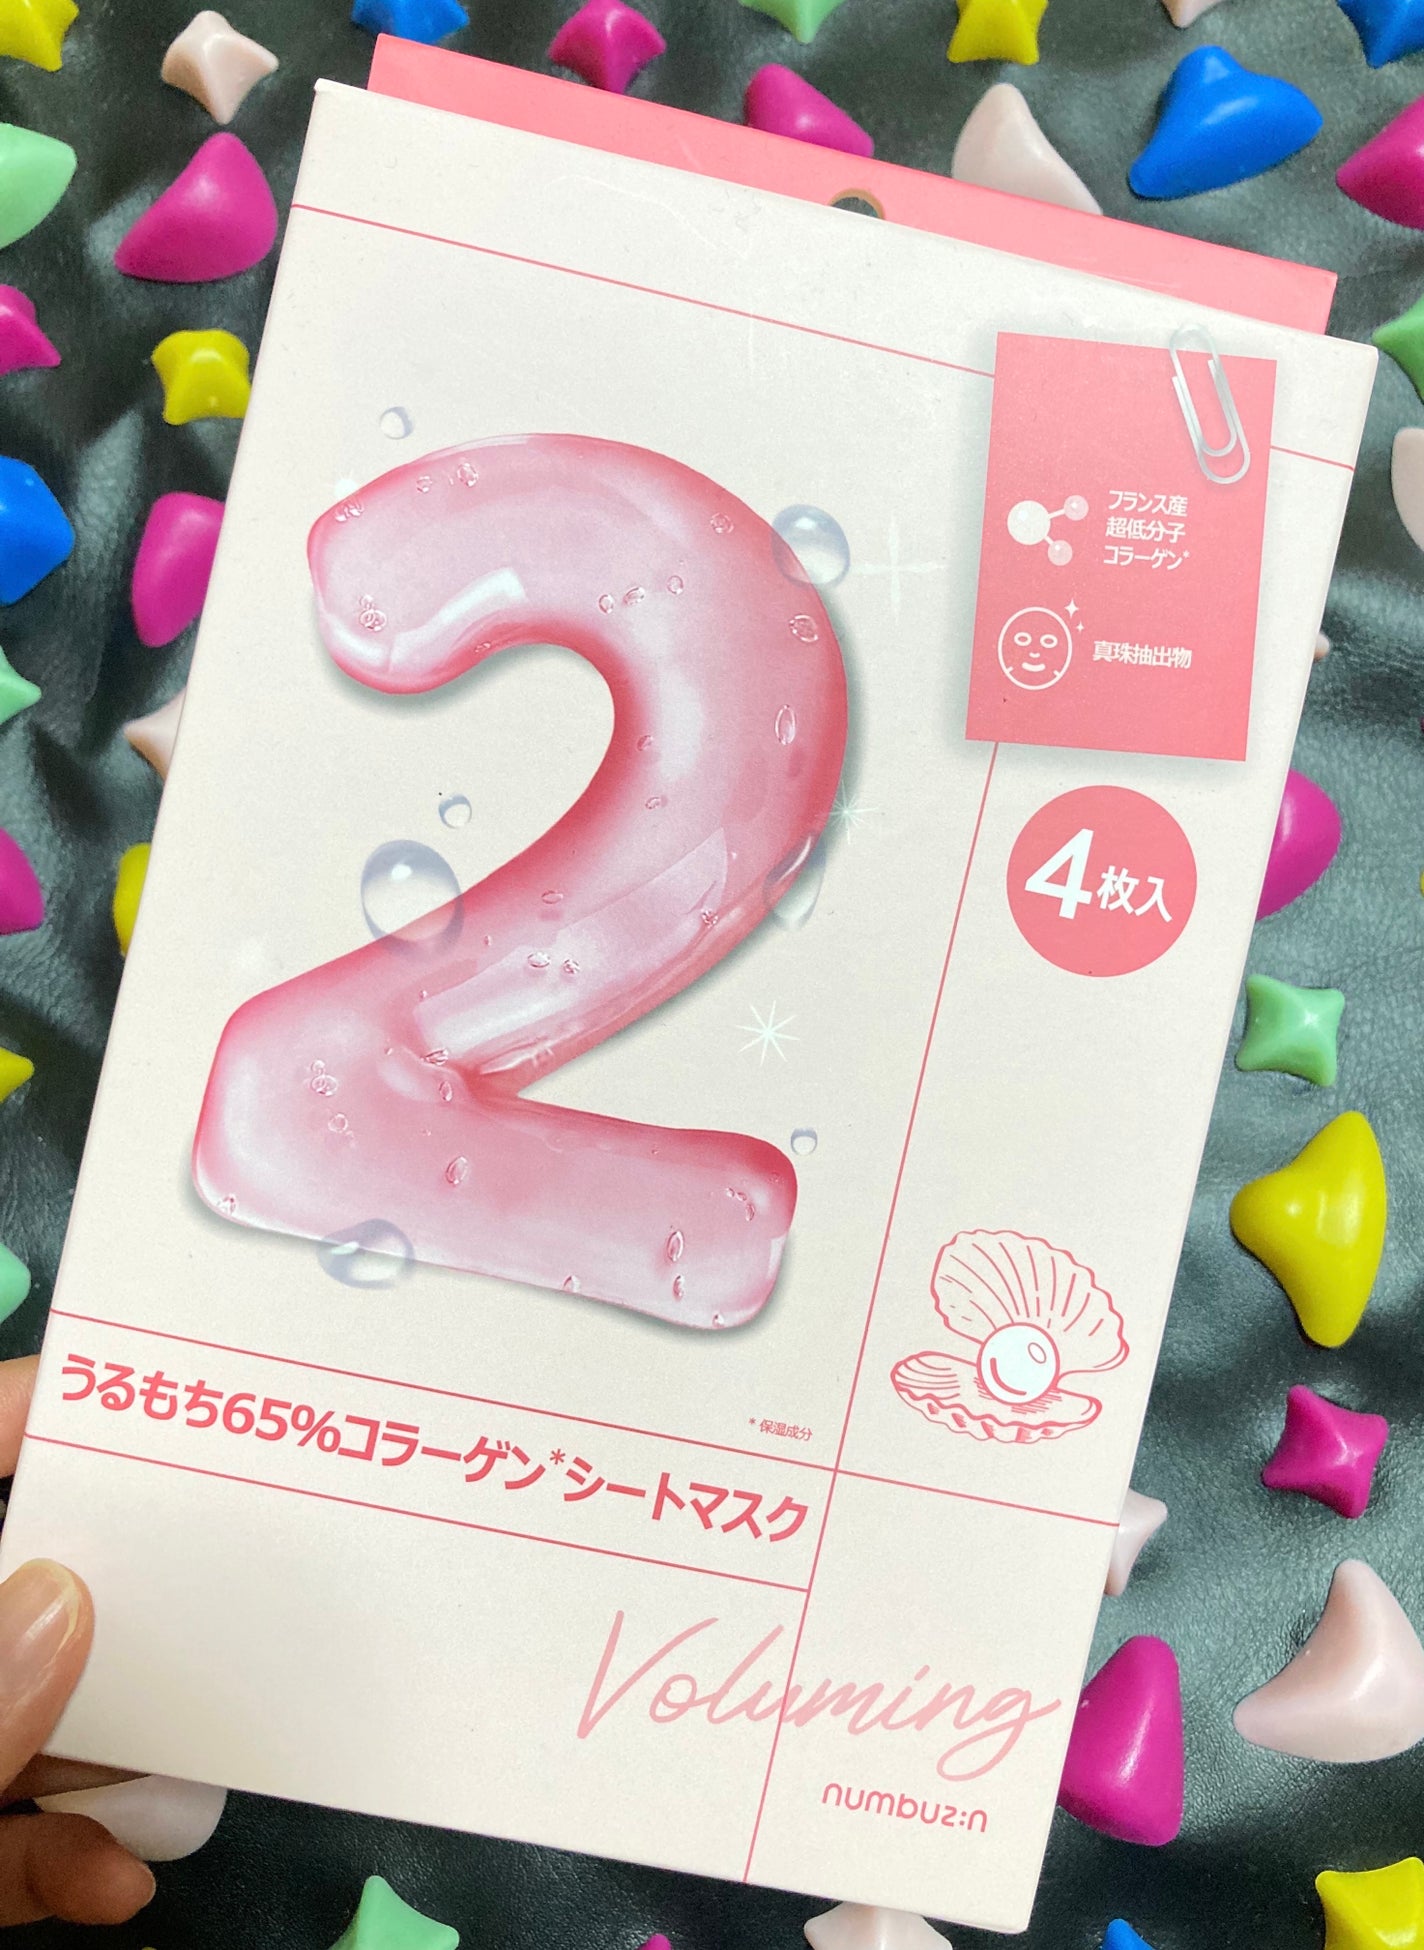 2
フランス産
超低分子
コラーゲン*
真珠抽出物
4枚入
*保湿成分
うるもち65%コラーゲン*シートマスク
Voluming
numbuz:n